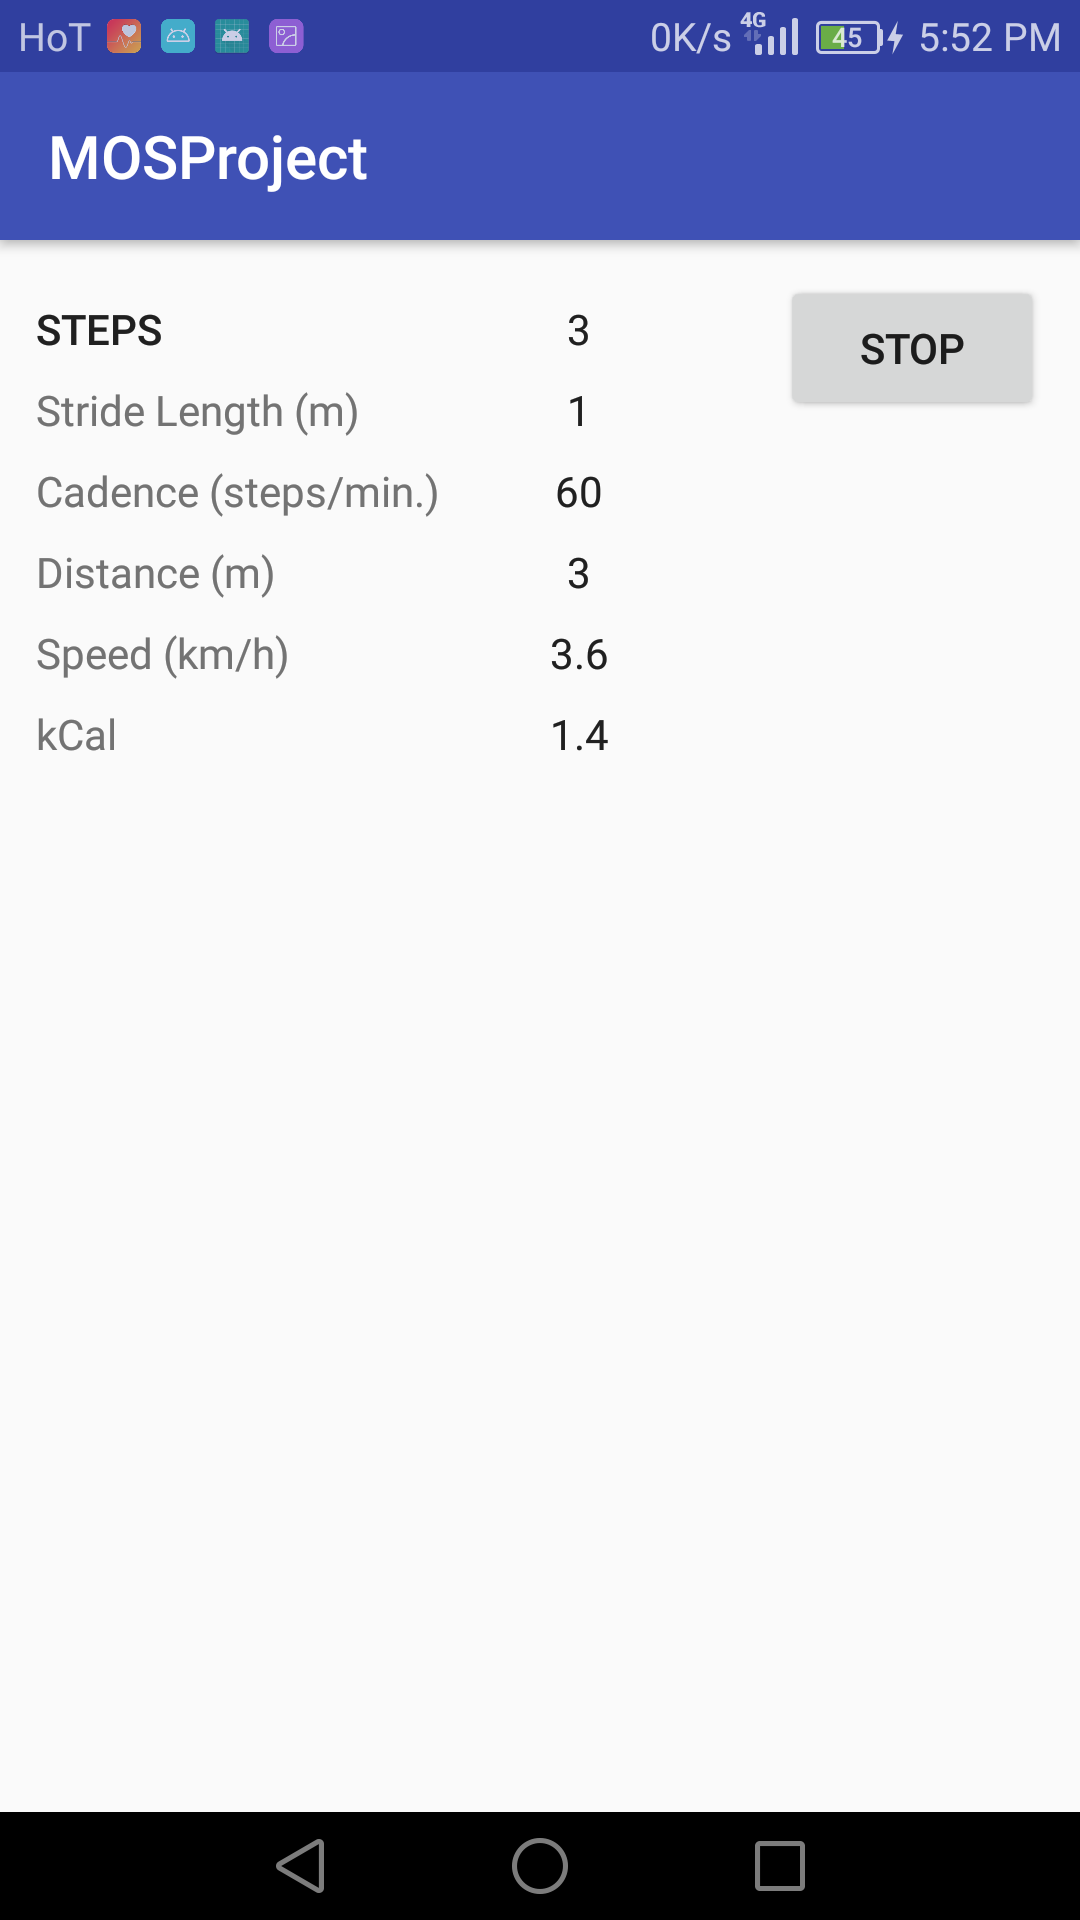 HoT 0K/s 4G 45 5:52 PM
MOSProject
STEPS 3 STOP
Stride Length (m) 1
Cadence (steps/min.) 60
Distance (m) 3
Speed (km/h) 3.6
kCal 1.4